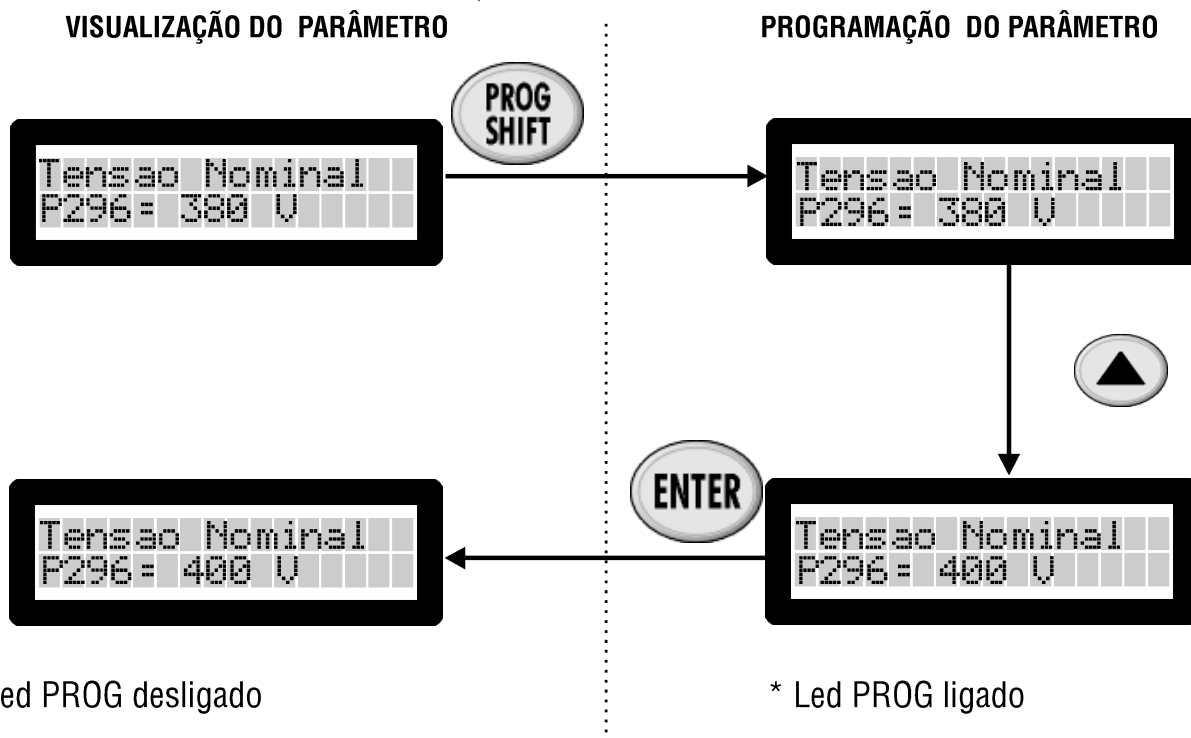 VISUALIZAÇÃO DO PARÂMETRO
PROGRAMAÇÃO DO PARÂMETRO
PROG
SHIFT
Tensao Nominal
P296= 380 V
Tensao Nominal
P296= 380 V
ENTER
Tensao Nominal
P296= 400 V
Tensao Nominal
P296= 400 V
ed PROG desligado
* Led PROG ligado